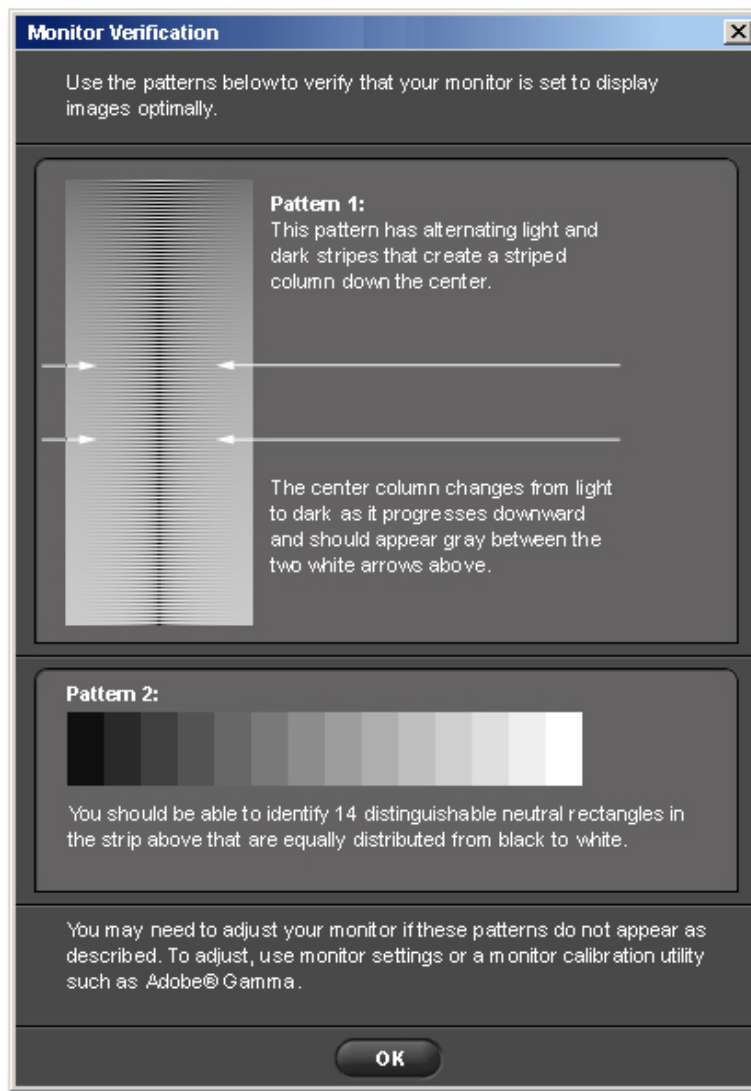 Monitor Verification
Use the patterns below to verify that your monitor is set to display
images optimally.
Pattern 1:
This pattern has alternating light and
dark stripes that create a striped
column down the center.
The center column changes from light
to dark as it progresses downward
and should appear gray between the
two white arrows above.
Pattern 2:
You should be able to identify 14 distinguishable neutral rectangles in
the strip above that are equally distributed from black to white.
You may need to adjust your monitor if these patterns do not appear as
described. To adjust, use monitor settings or a monitor calibration utility
such as Adobe® Gamma.
OK